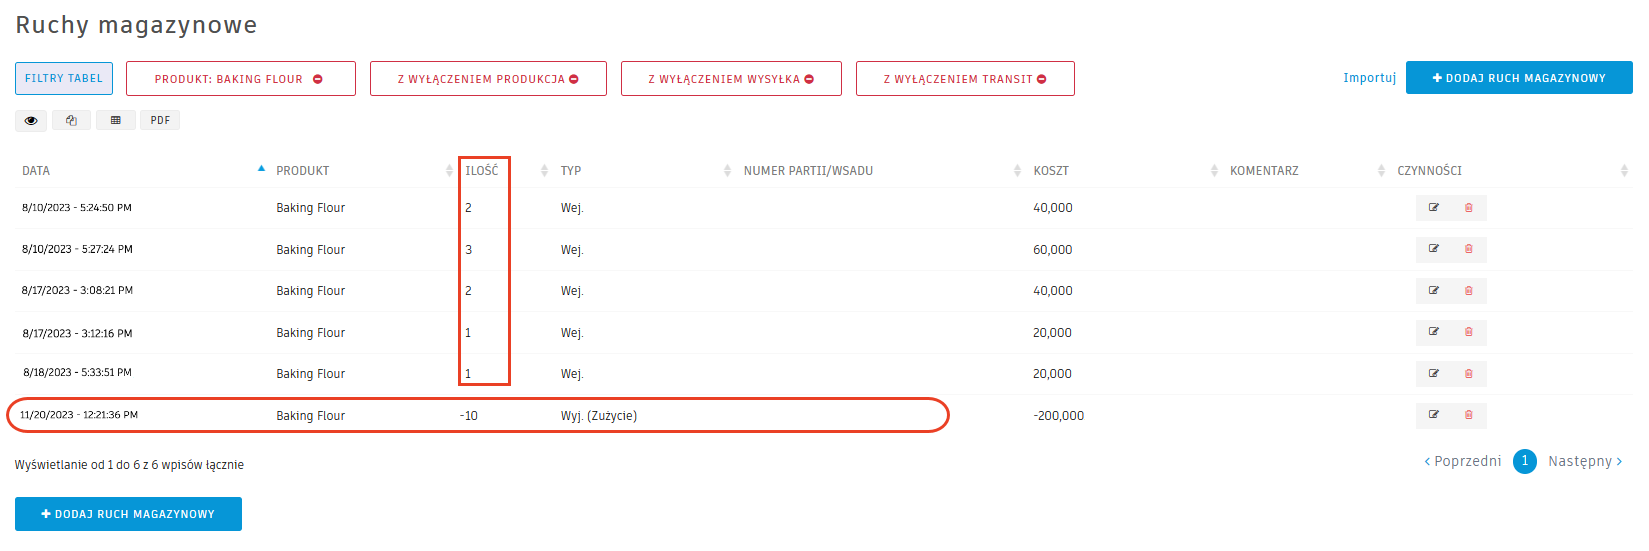 Ruchy magazynowe
FILTRY TABEL PRODUKT: BAKING FLOUR Z WYŁĄCZENIEM PRODUKCJA Z WYŁĄCZENIEM WYSYŁKA Z WYŁĄCZENIEM TRANSIT Importuj DODAJ RUCH MAGAZYNOWY
PDF
DATA PRODUKT ILOŚĆ TYP NUMER PARTII/WSADU KOSZT KOMENTARZ CZYNNOŚCI
8/10/2023 - 5:24:50 PM Baking Flour 2 Wej. 40,000
8/10/2023 - 5:27:24 PM Baking Flour 3 Wej. 60,000
8/17/2023 - 3:08:21 PM Baking Flour 2 Wej. 40,000
8/17/2023 - 3:12:16 PM Baking Flour 1 Wej. 20,000
8/18/2023 - 5:33:51 PM Baking Flour 1 Wej. 20,000
11/20/2023 - 12:21:36 PM Baking Flour -10 Wyj. (Zużycie) -200,000
Wyświetlanie od 1 do 6 z 6 wpisów łącznie
Poprzedni 1 Następny
DODAJ RUCH MAGAZYNOWY